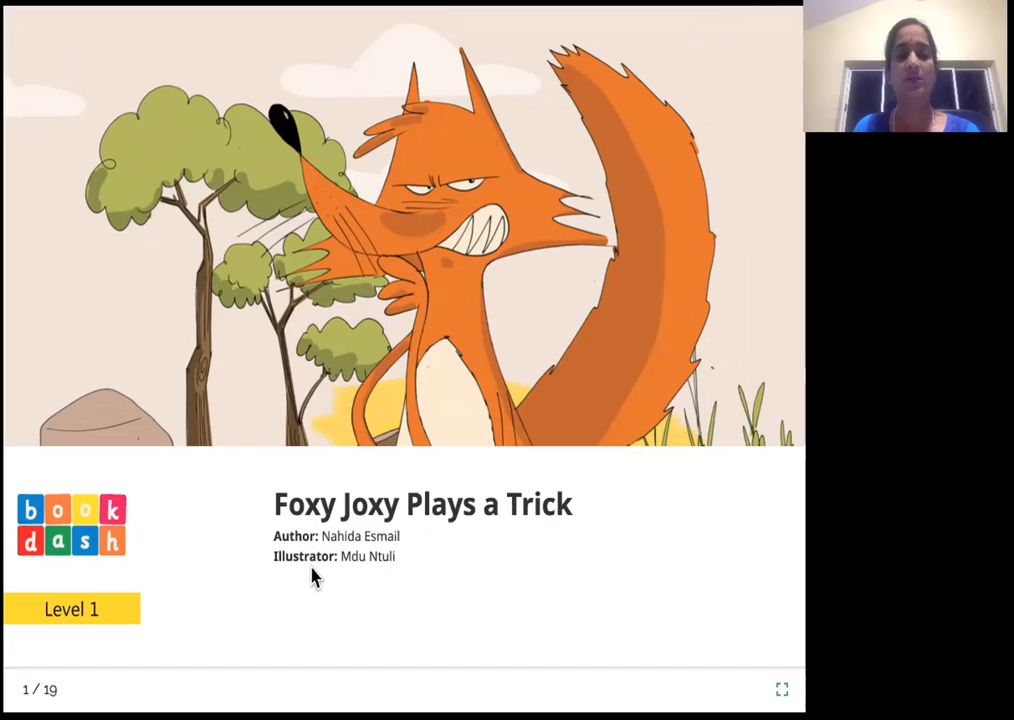 Foxy Joxy Plays a Trick
Author: Nahida Esmail
Illustrator: Mdu Ntuli
book
dash
Level 1
1 / 19